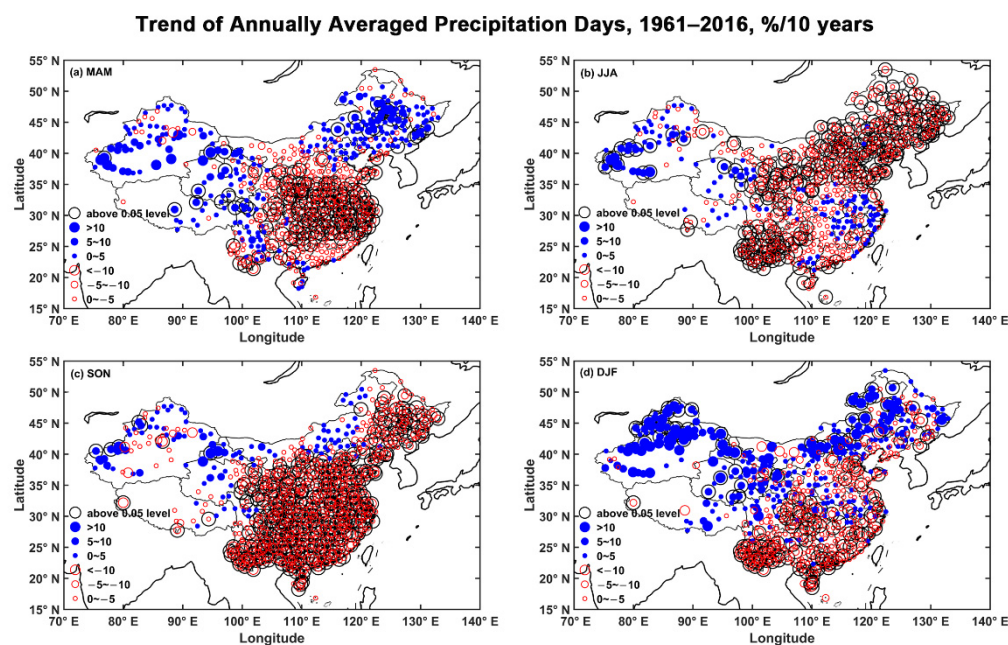 Trend of Annually Averaged Precipitation Days, 1961–2016, %/10 years
(a) MAM
55° N
50° N
45° N
40° N
35° N
30° N
25° N
20° N
15° N
Latitude
above 0.05 level
>10
5~10
0~5
<−10
−5~−10
0~−5
70° E 80° E 90° E 100° E 110° E 120° E 130° E 140° E
Longitude
(b) JJA
55° N
50° N
45° N
40° N
35° N
30° N
25° N
20° N
15° N
Latitude
above 0.05 level
>10
5~10
0~5
<−10
−5~−10
0~−5
70° E 80° E 90° E 100° E 110° E 120° E 130° E 140° E
Longitude
(c) SON
55° N
50° N
45° N
40° N
35° N
30° N
25° N
20° N
15° N
Latitude
above 0.05 level
>10
5~10
0~5
<−10
−5~−10
0~−5
70° E 80° E 90° E 100° E 110° E 120° E 130° E 140° E
Longitude
(d) DJF
55° N
50° N
45° N
40° N
35° N
30° N
25° N
20° N
15° N
Latitude
above 0.05 level
>10
5~10
0~5
<−10
−5~−10
0~−5
70° E 80° E 90° E 100° E 110° E 120° E 130° E 140° E
Longitude